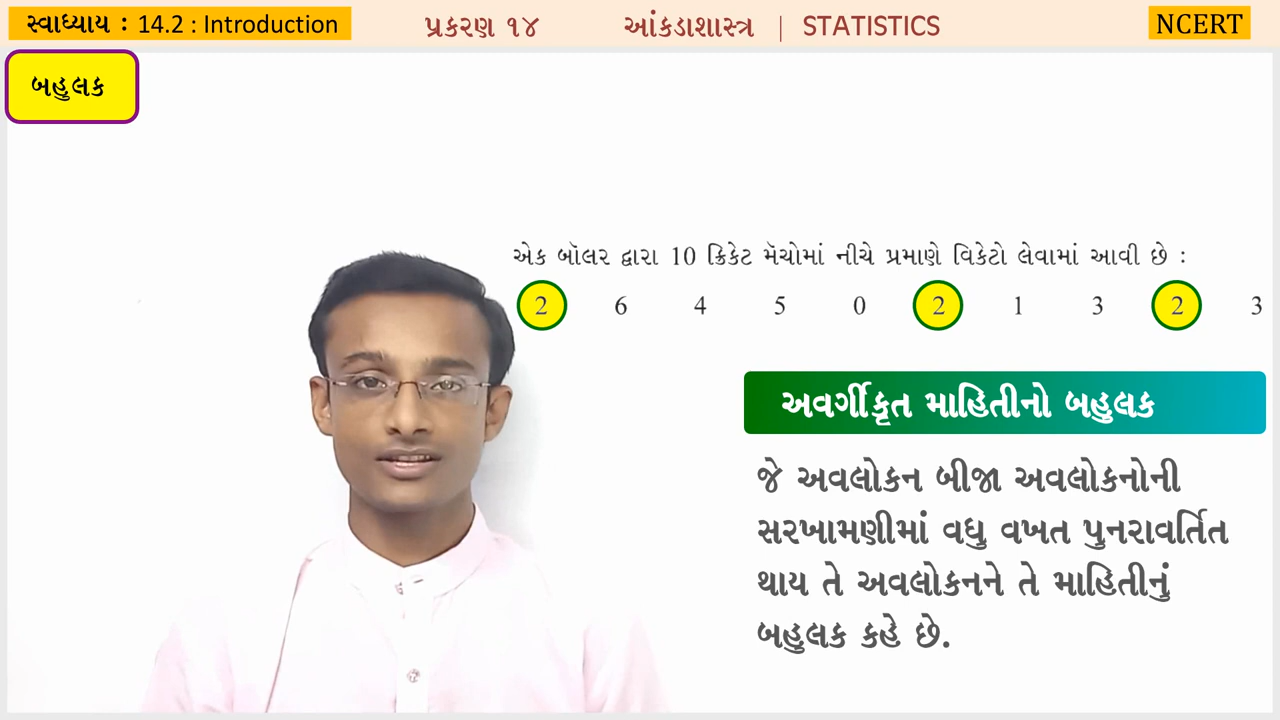 સ્વાધ્યાય : 14.2 : Introduction
પ્રકરણ ૧૪
આંકડાશાસ્ત્ર | STATISTICS
NCERT
બહુલક
એક બૉલર દ્વારા 10 ક્રિકેટ મૅચોમાં નીચે પ્રમાણે વિકેટો લેવામાં આવી છે :
2 6 4 5 0 2 1 3 2 3
અવર્ગીકૃત માહિતીનો બહુલક
જે અવલોકન બીજા અવલોકનોની
સરખામણીમાં વધુ વખત પુનરાવર્તિત
થાય તે અવલોકનને તે માહિતીનું
બહુલક કહે છે.